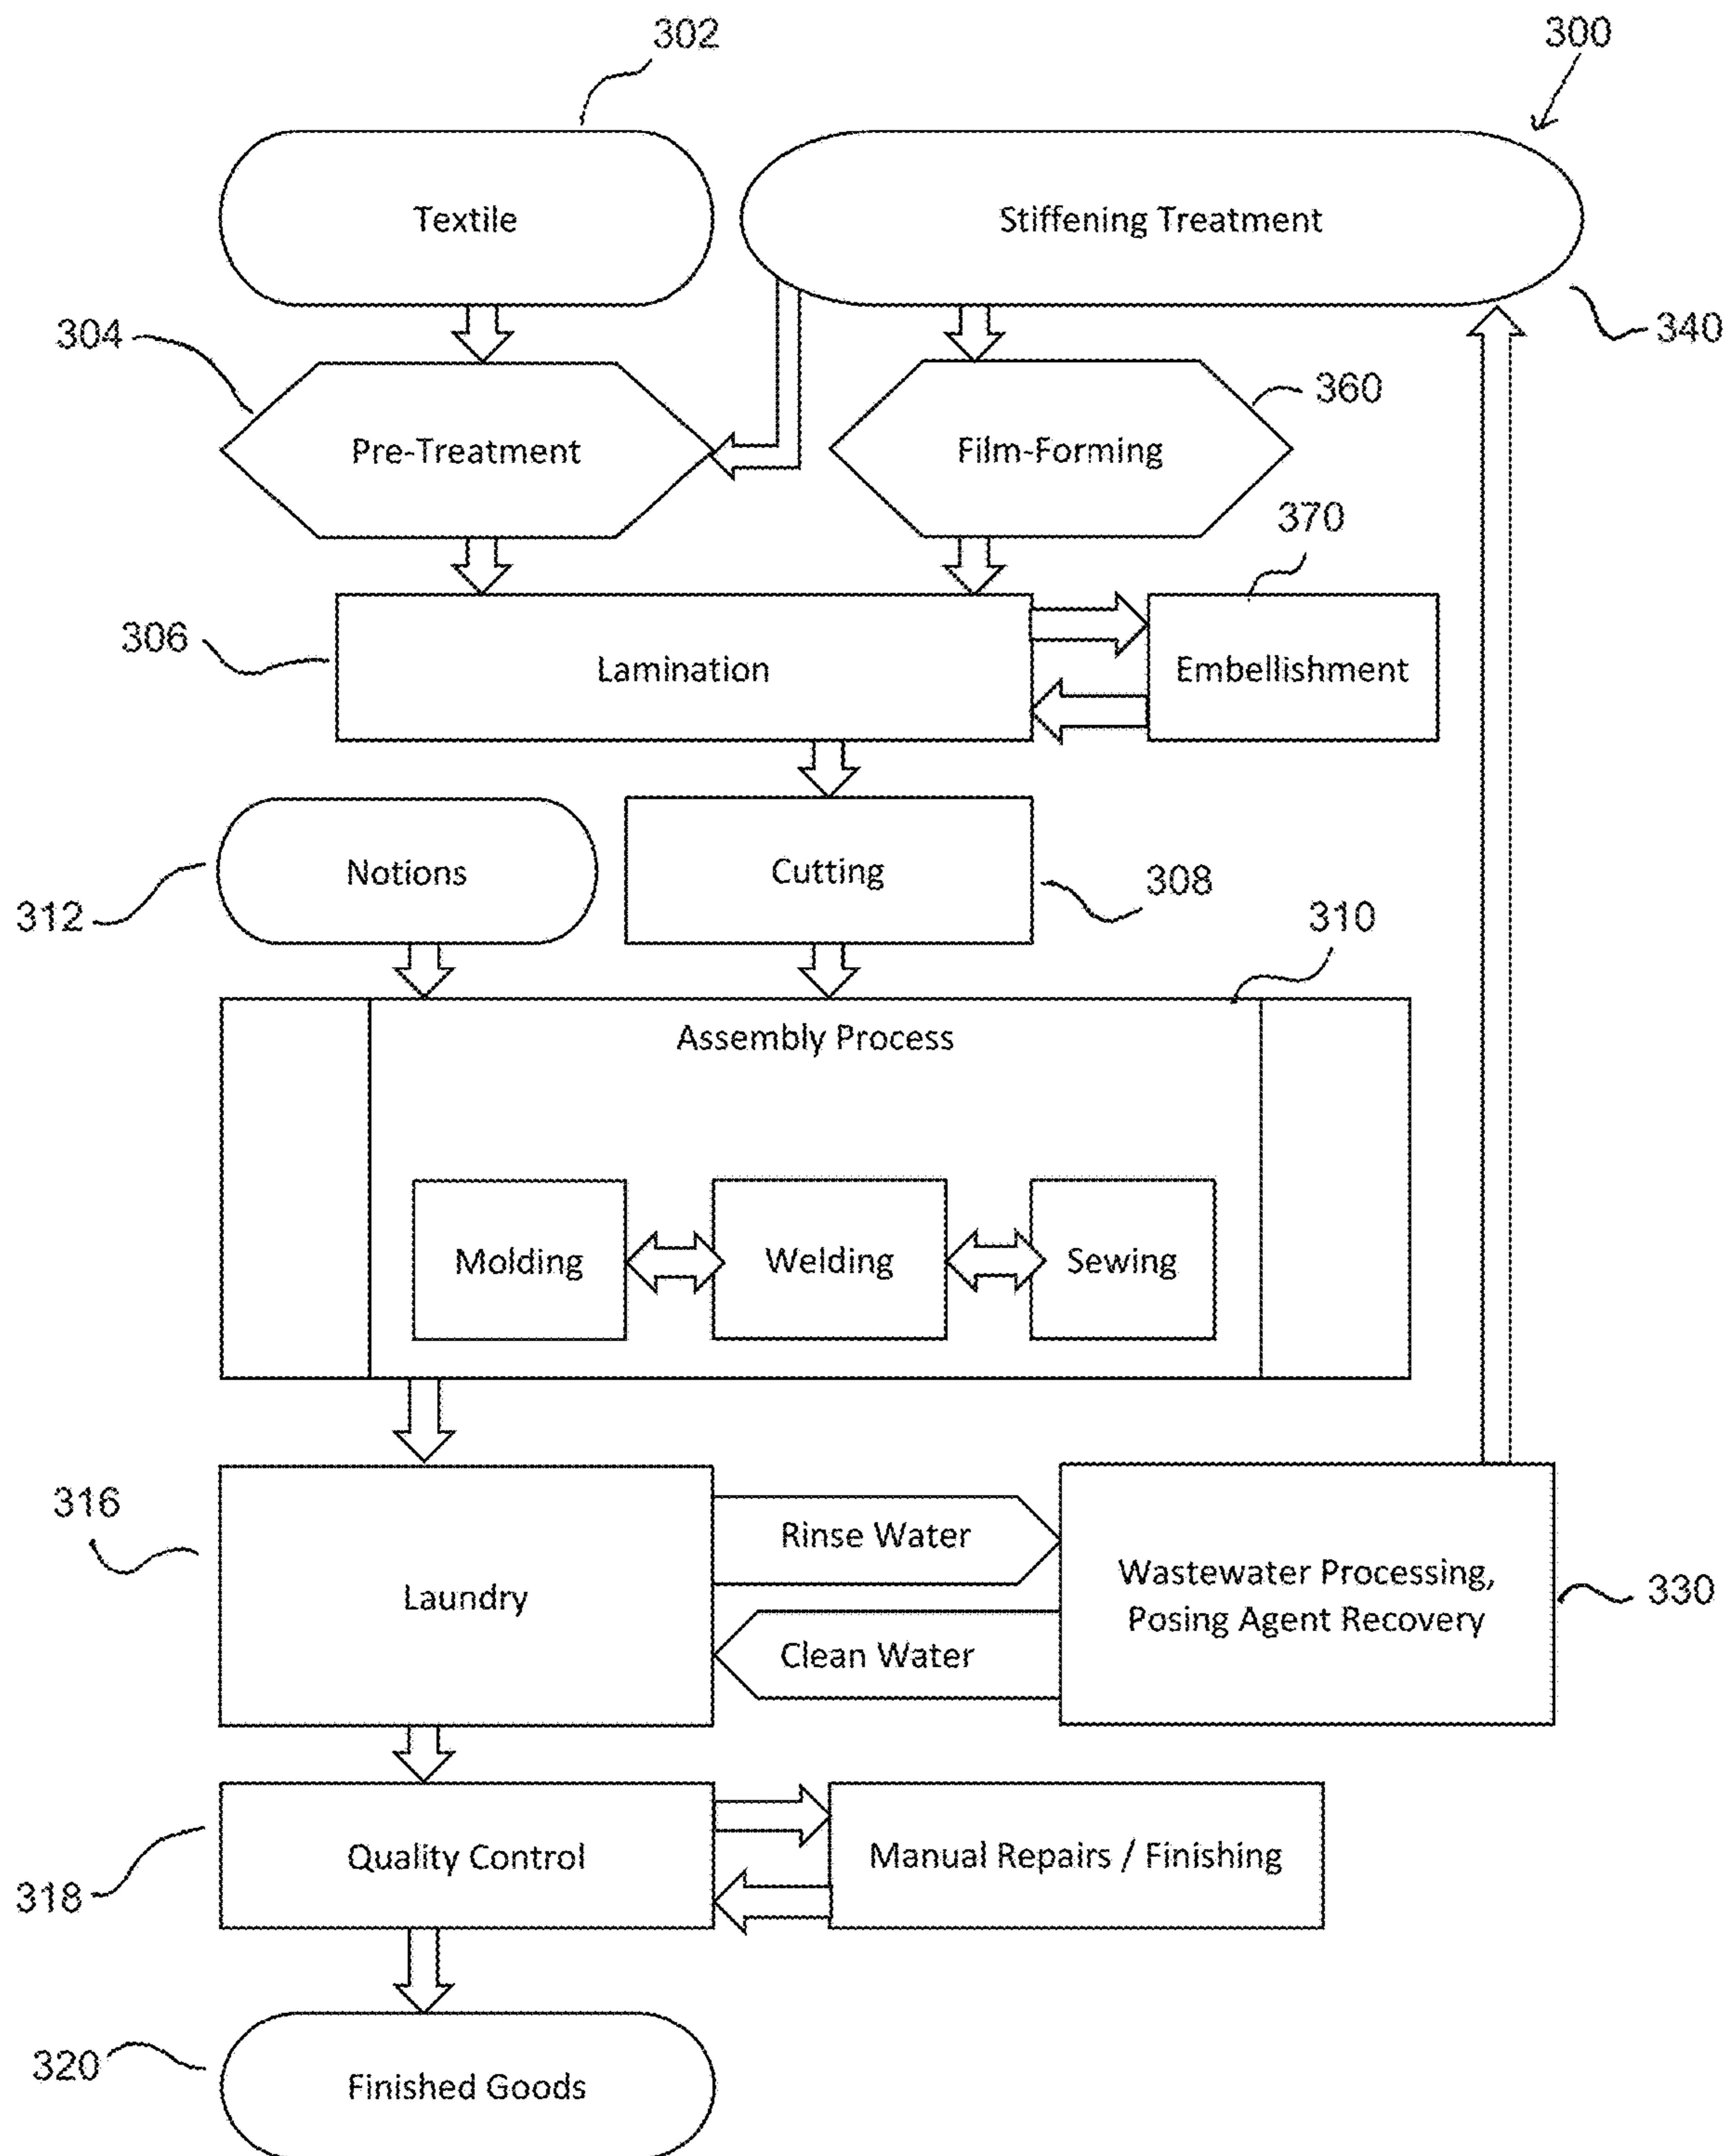 302
300
Textile
Stiffening Treatment
304
340
360
Pre-Treatment
Film-Forming
370
306
Lamination
Embellishment
312
Notions
Cutting
308
310
Assembly Process
Molding
Welding
Sewing
316
Laundry
Rinse Water
Clean Water
Wastewater Processing,
Posing Agent Recovery
330
318
Quality Control
Manual Repairs / Finishing
320
Finished Goods